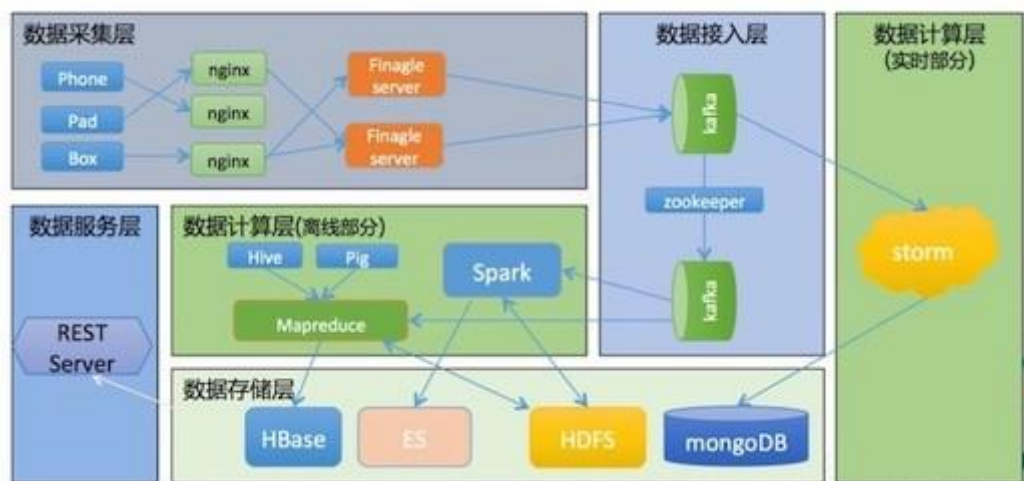 数据采集层
Phone
Pad
Box
nginx
nginx
nginx
Finagle
server
Finagle
server
数据接入层
kafka
zookeeper
kafka
数据计算层
(实时部分)
storm
数据服务层
REST
Server
数据计算层(离线部分)
Hive
Pig
Spark
Mapreduce
数据存储层
HBase
ES
HDFS
mongoDB